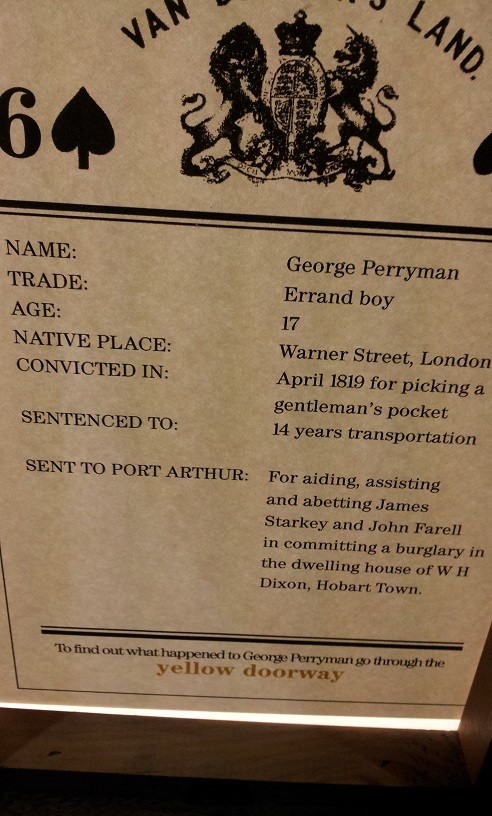 VAN LAND.
6
NAME: George Perryman
TRADE: Errand boy
AGE: 17
NATIVE PLACE: Warner Street, London
CONVICTED IN: April 1819 for picking a
gentleman's pocket
SENTENCED TO: 14 years transportation
SENT TO PORT ARTHUR: For aiding, assisting
and abetting James
Starkey and John Farell
in committing a burglary in
the dwelling house of W H
Dixon, Hobart Town.
To find out what happened to George Perryman go through the
yellow doorway